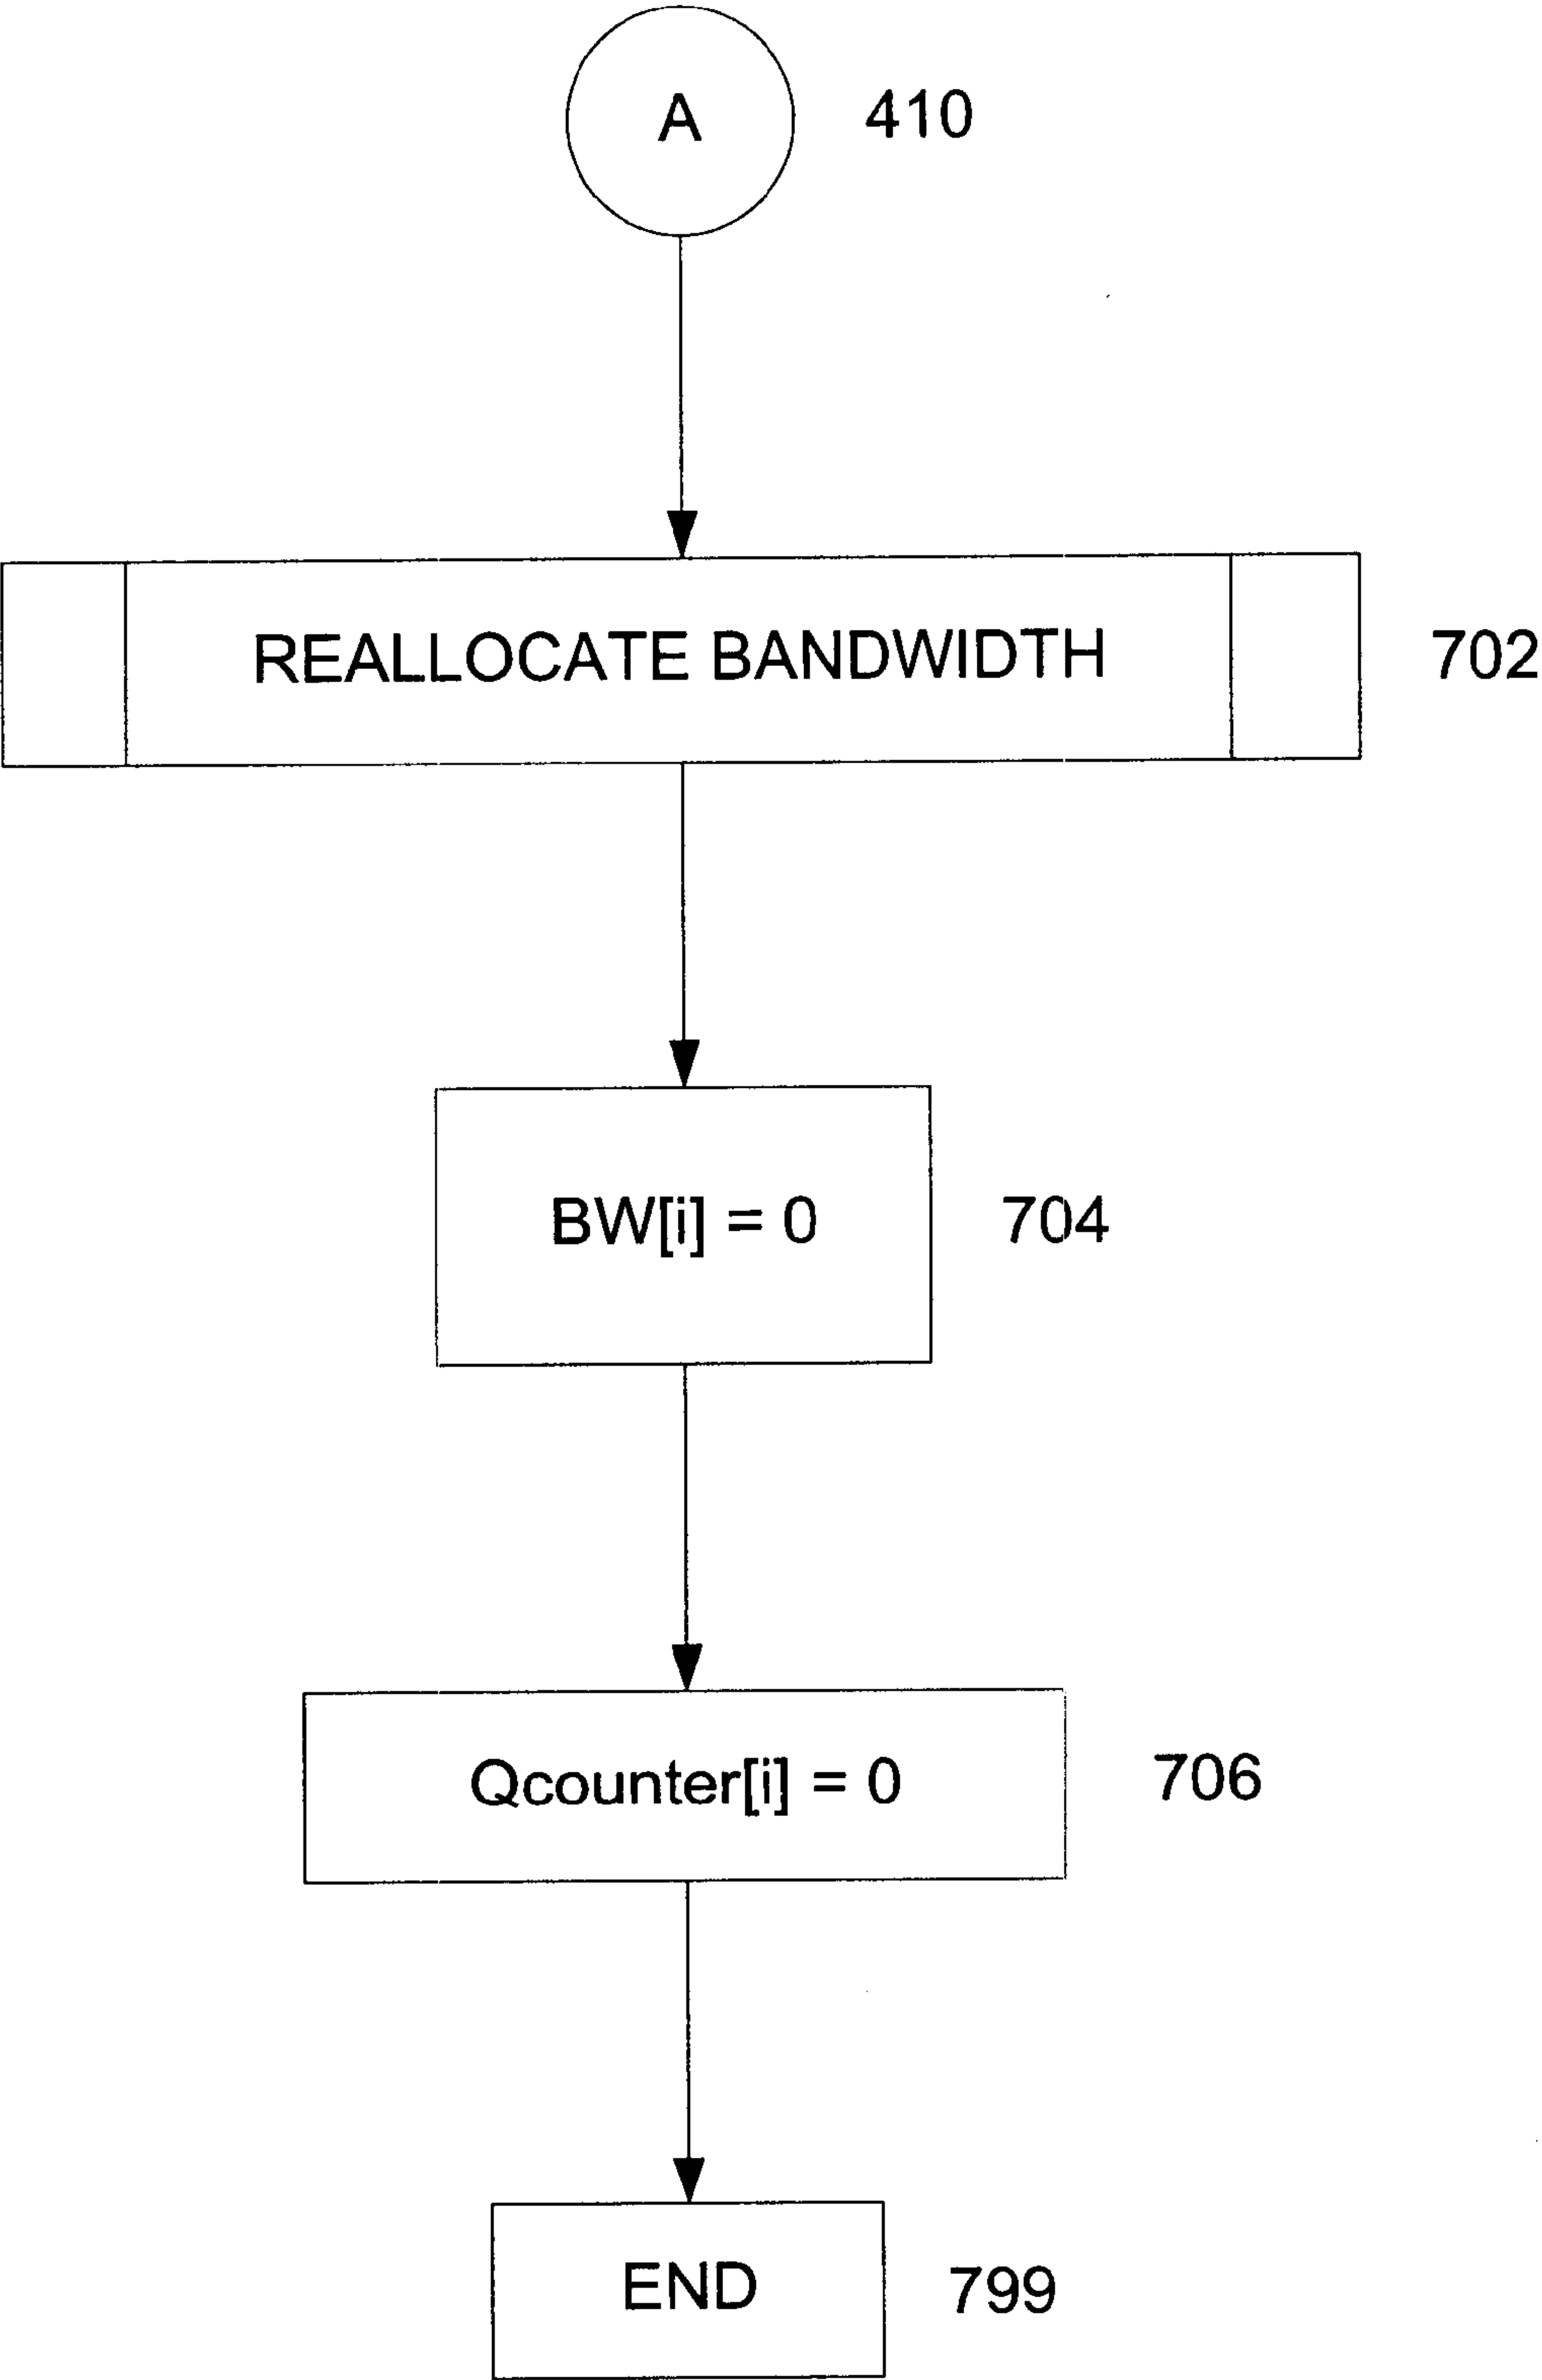 A 410
REALLOCATE BANDWIDTH 702
BW[i] = 0 704
Qcounter[i] = 0 706
END 799